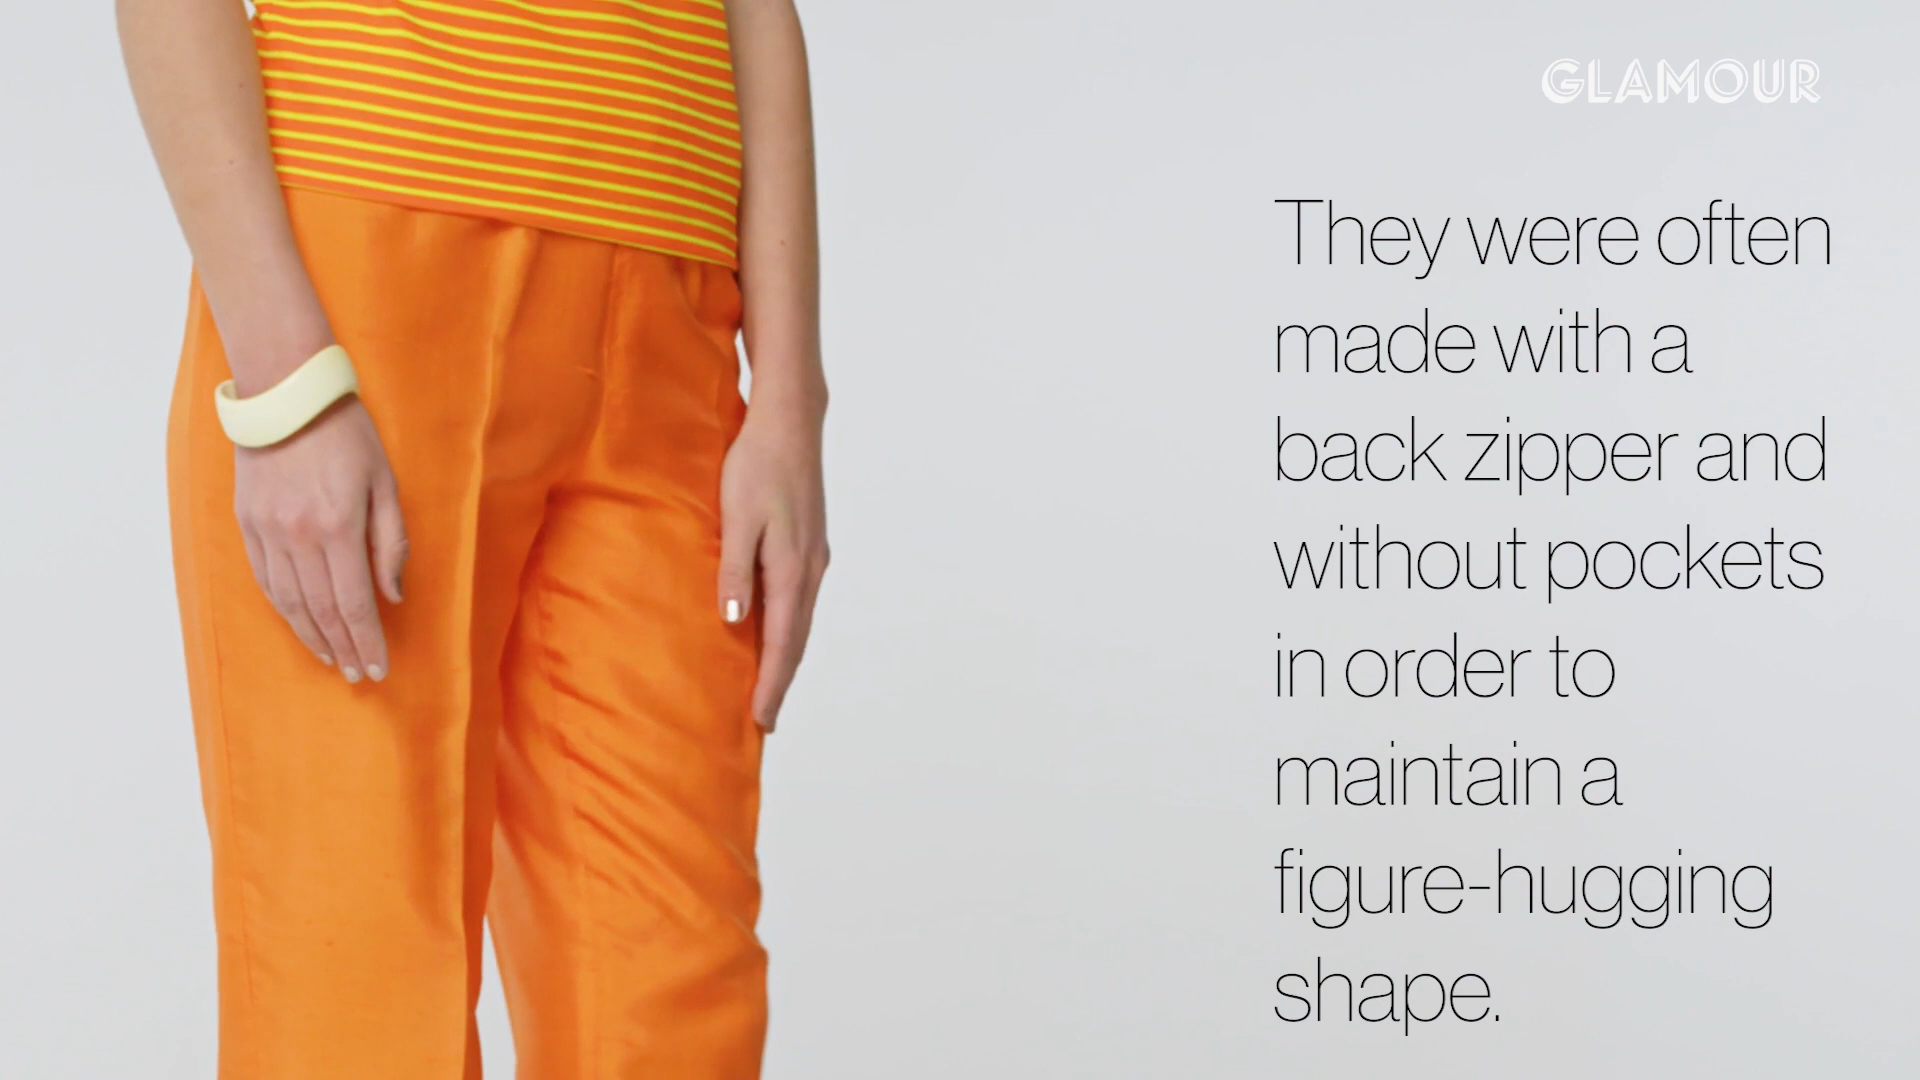 GLAMOUR
They were often
made with a
back zipper and
without pockets
in order to
maintain a
figure-hugging
shape.